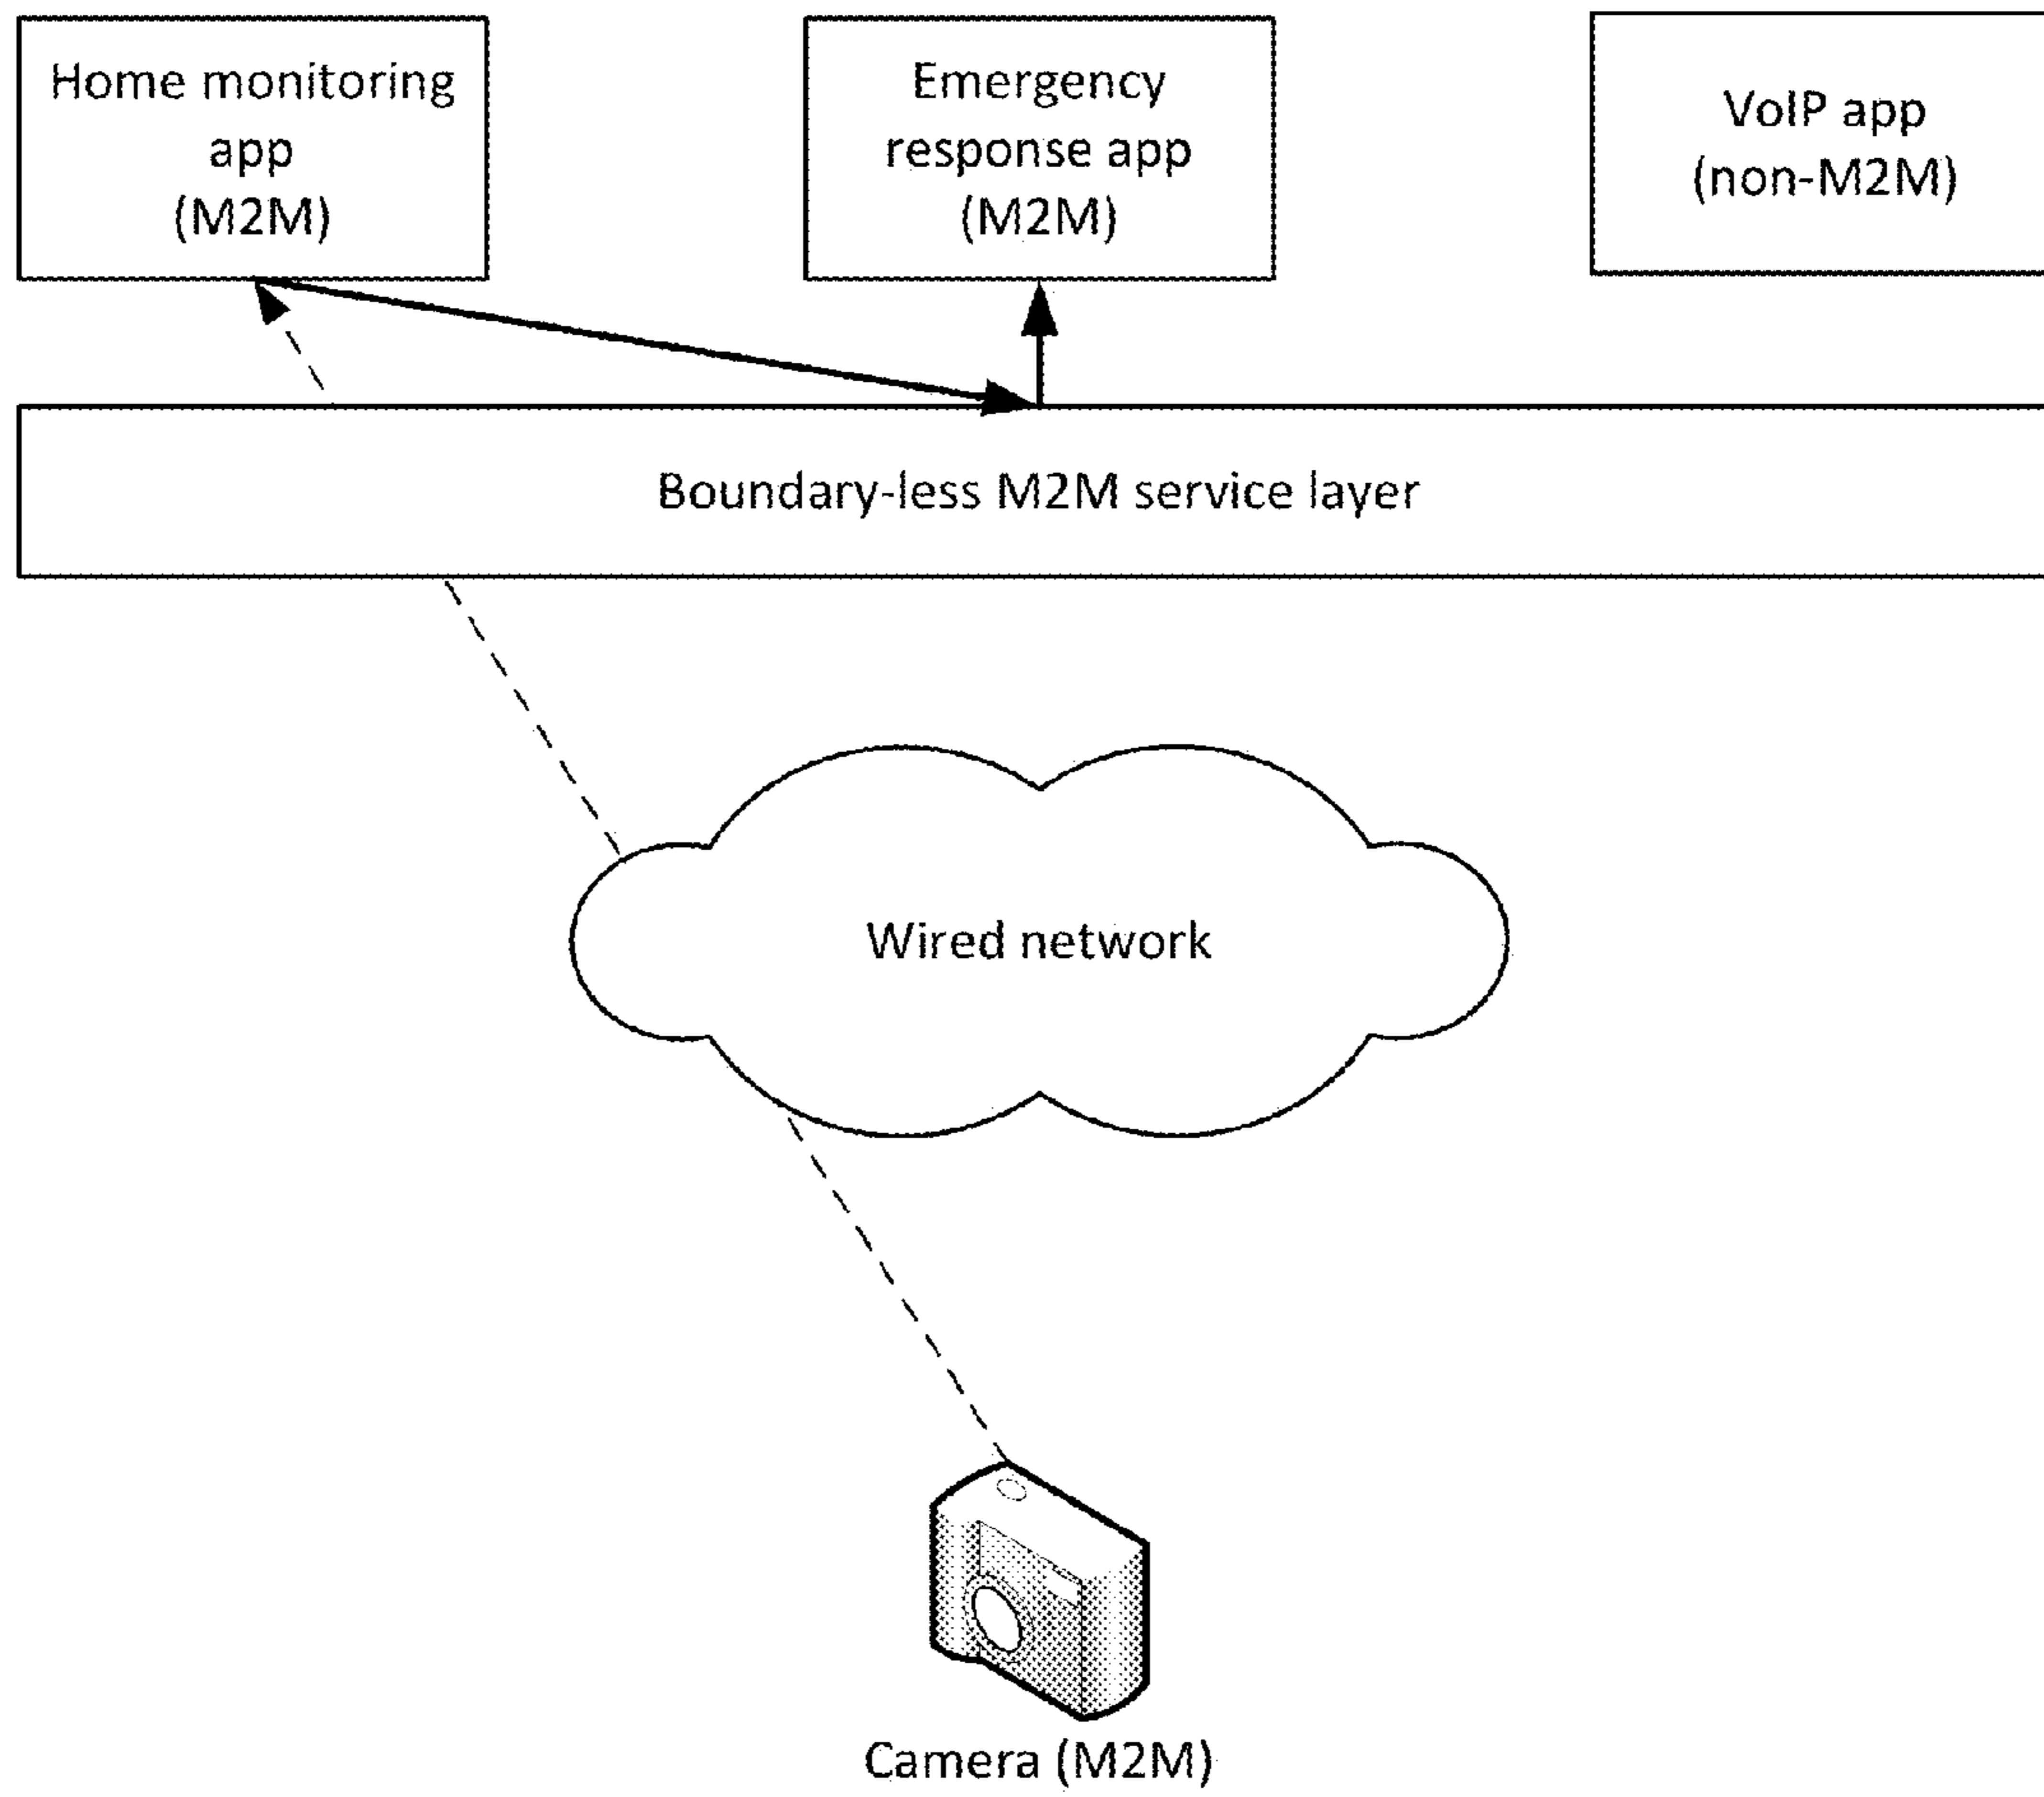 Home monitoring
app
(M2M)
Emergency
response app
(M2M)
VoIP app
(non-M2M)
Boundary-less M2M service layer
Wired network
Camera (M2M)